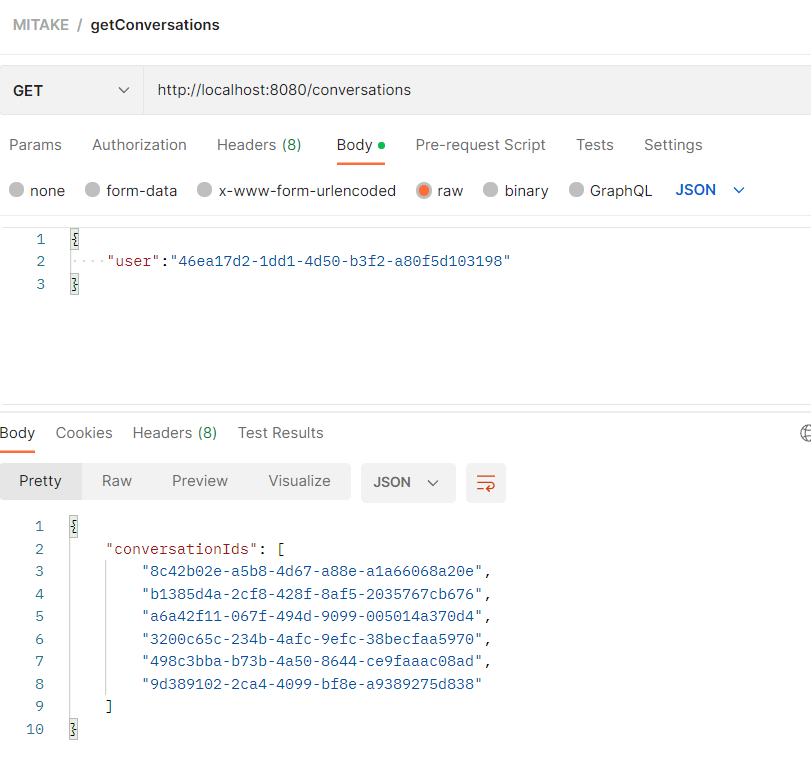 MITAKE / getConversations
GET http://localhost:8080/conversations
Params Authorization Headers (8) Body Pre-request Script Tests Settings
none form-data x-www-form-urlencoded raw binary GraphQL JSON
1 {
2 ····"user":"46ea17d2-1dd1-4d50-b3f2-a80f5d103198"
3 }
Body Cookies Headers (8) Test Results
Pretty Raw Preview Visualize JSON
1 {
2 "conversationIds": [
3 "8c42b02e-a5b8-4d67-a88e-a1a66068a20e",
4 "b1385d4a-2cf8-428f-8af5-2035767cb676",
5 "a6a42f11-067f-494d-9099-005014a370d4",
6 "3200c65c-234b-4afc-9efc-38becfaa5970",
7 "498c3bba-b73b-4a50-8644-ce9faaac08ad",
8 "9d389102-2ca4-4099-bf8e-a9389275d838"
9 ]
10 }